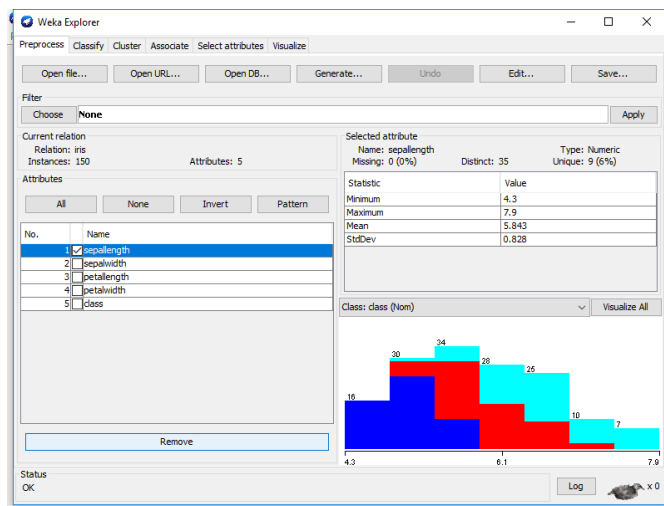 Weka Explorer
Preprocess Classify Cluster Associate Select attributes Visualize
Open file... Open URL... Open DB... Generate... Undo Edit... Save...
Filter
Choose None Apply
Current relation
Relation: iris
Instances: 150 Attributes: 5
Attributes
All None Invert Pattern
No. Name
1 sepallength
2 sepalwidth
3 petallength
4 petalwidth
5 class
Remove
Selected attribute
Name: sepallength Type: Numeric
Missing: 0 (0%) Distinct: 35 Unique: 9 (6%)
Statistic Value
Minimum 4.3
Maximum 7.9
Mean 5.843
StdDev 0.828
Class: class (Nom) Visualize All
16 30 34 28 25 10 7
4.3 6.1 7.9
Status
OK Log x 0